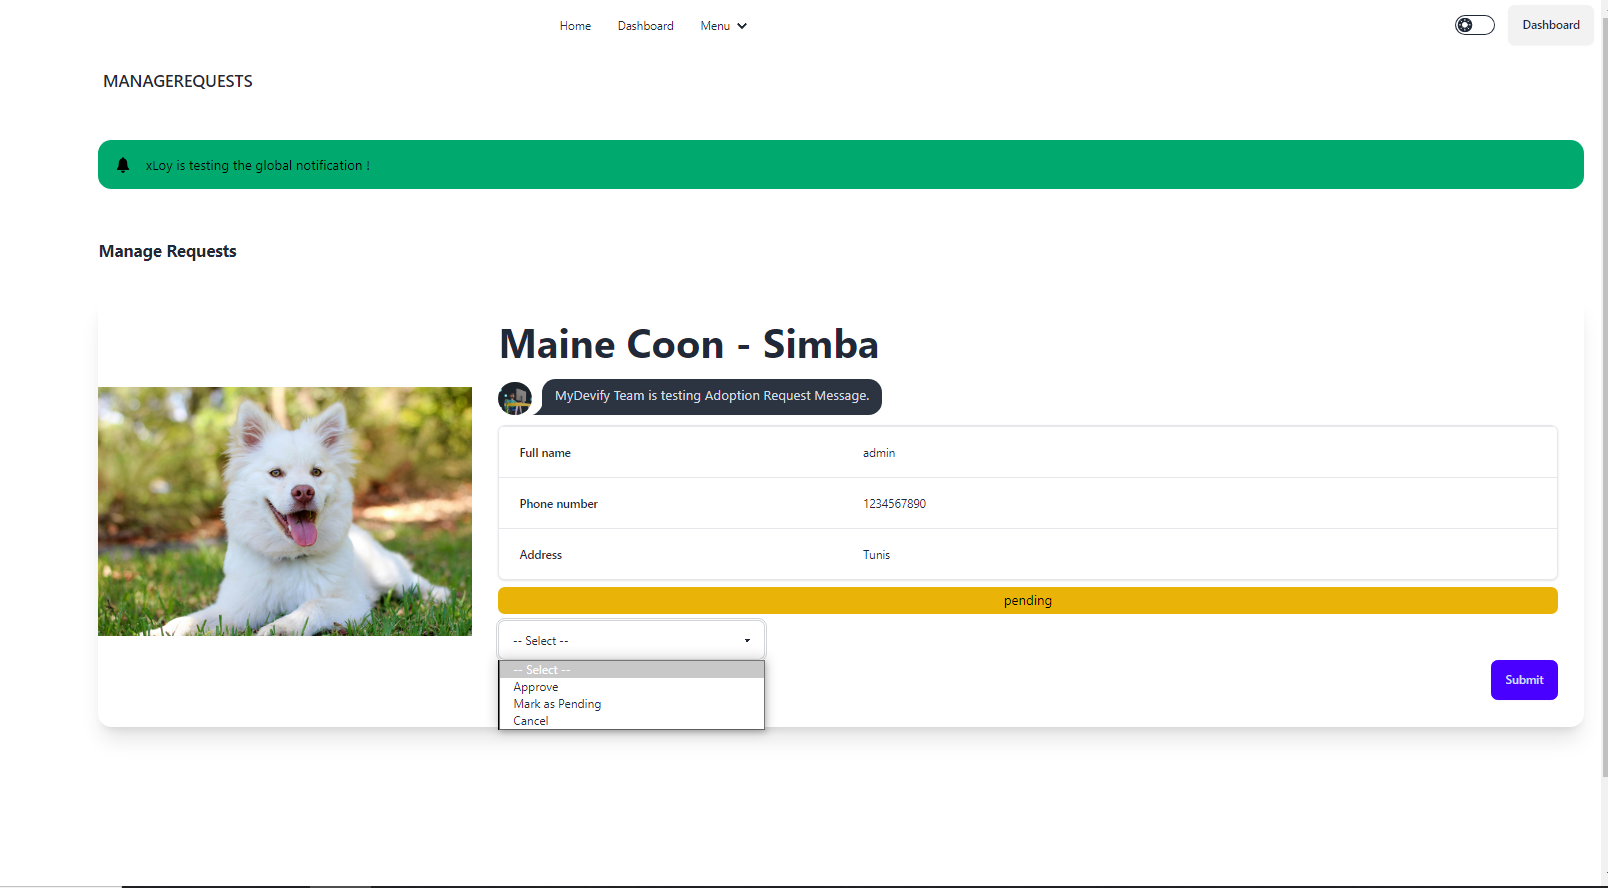 Home Dashboard Menu Dashboard
MANAGEREQUESTS
xLoy is testing the global notification !
Manage Requests
Maine Coon - Simba
MyDevify Team is testing Adoption Request Message.
Full name admin
Phone number 1234567890
Address Tunis
pending
-- Select --
-- Select --
Approve
Mark as Pending
Cancel
Submit